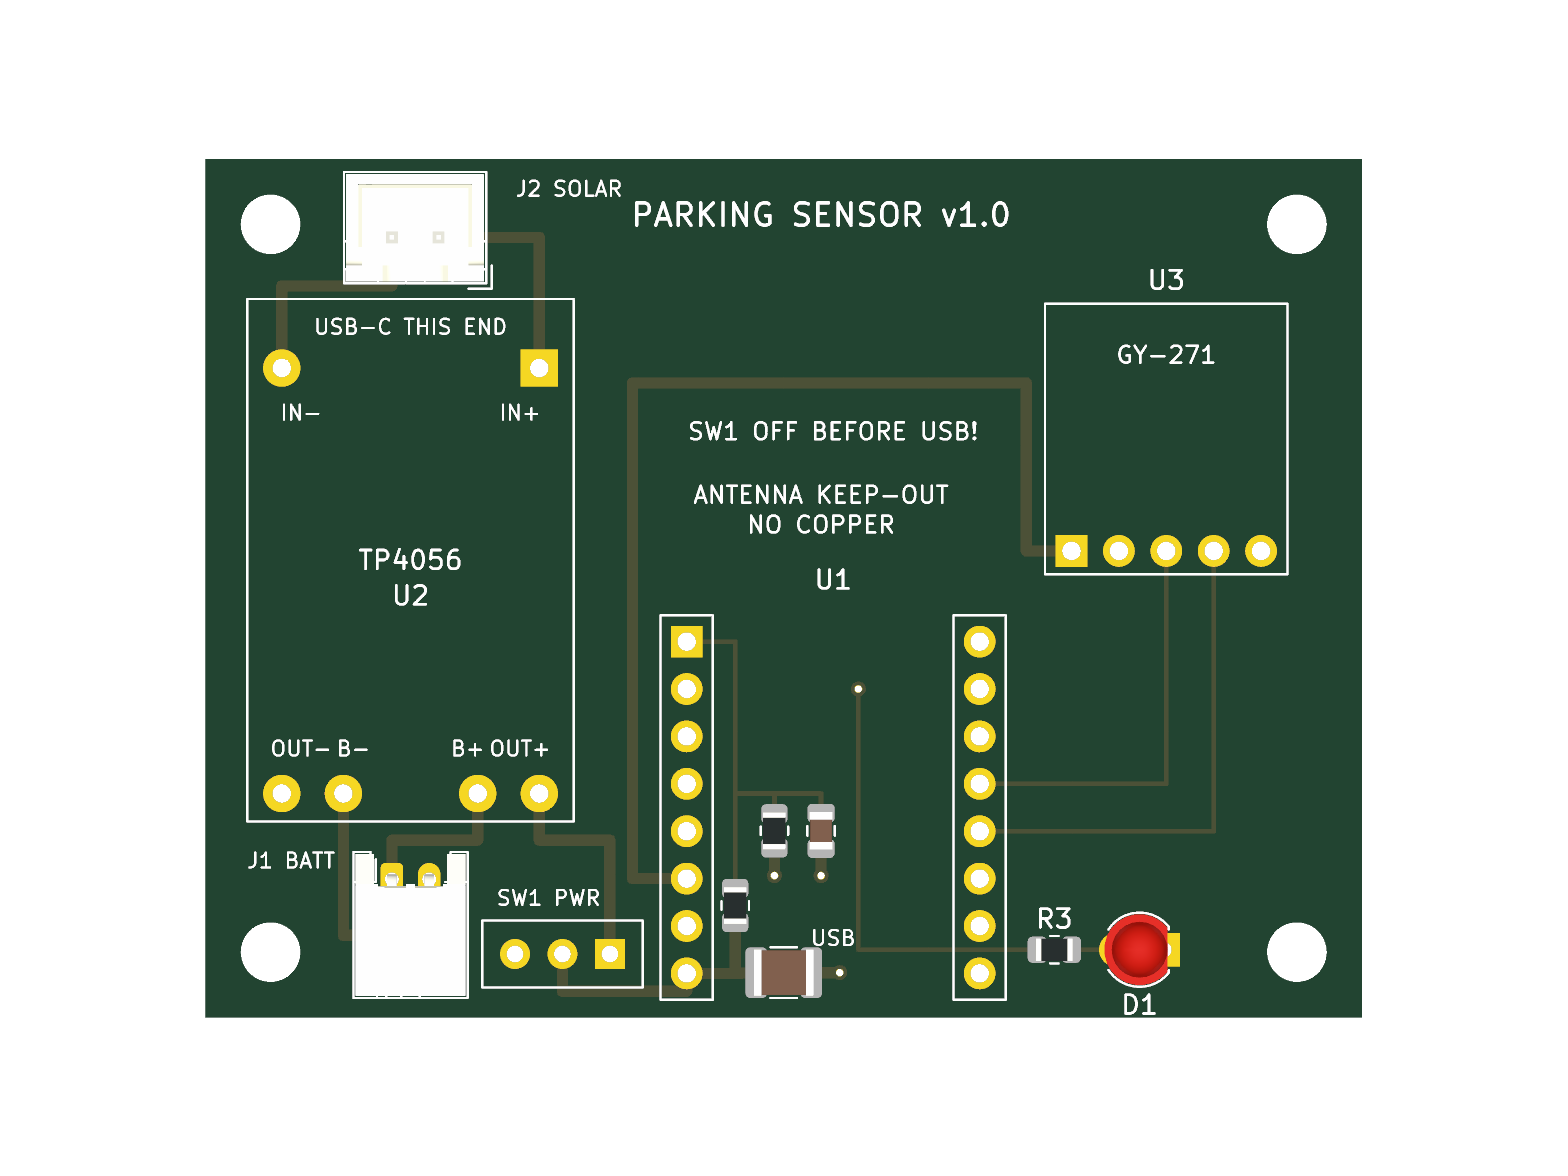 J2 SOLAR
PARKING SENSOR v1.0
U3
USB-C THIS END
GY-271
IN-
IN+
SW1 OFF BEFORE USB!
ANTENNA KEEP-OUT
NO COPPER
TP4056
U1
U2
OUT-
B-
B+
OUT+
J1 BATT
SW1 PWR
R3
USB
D1